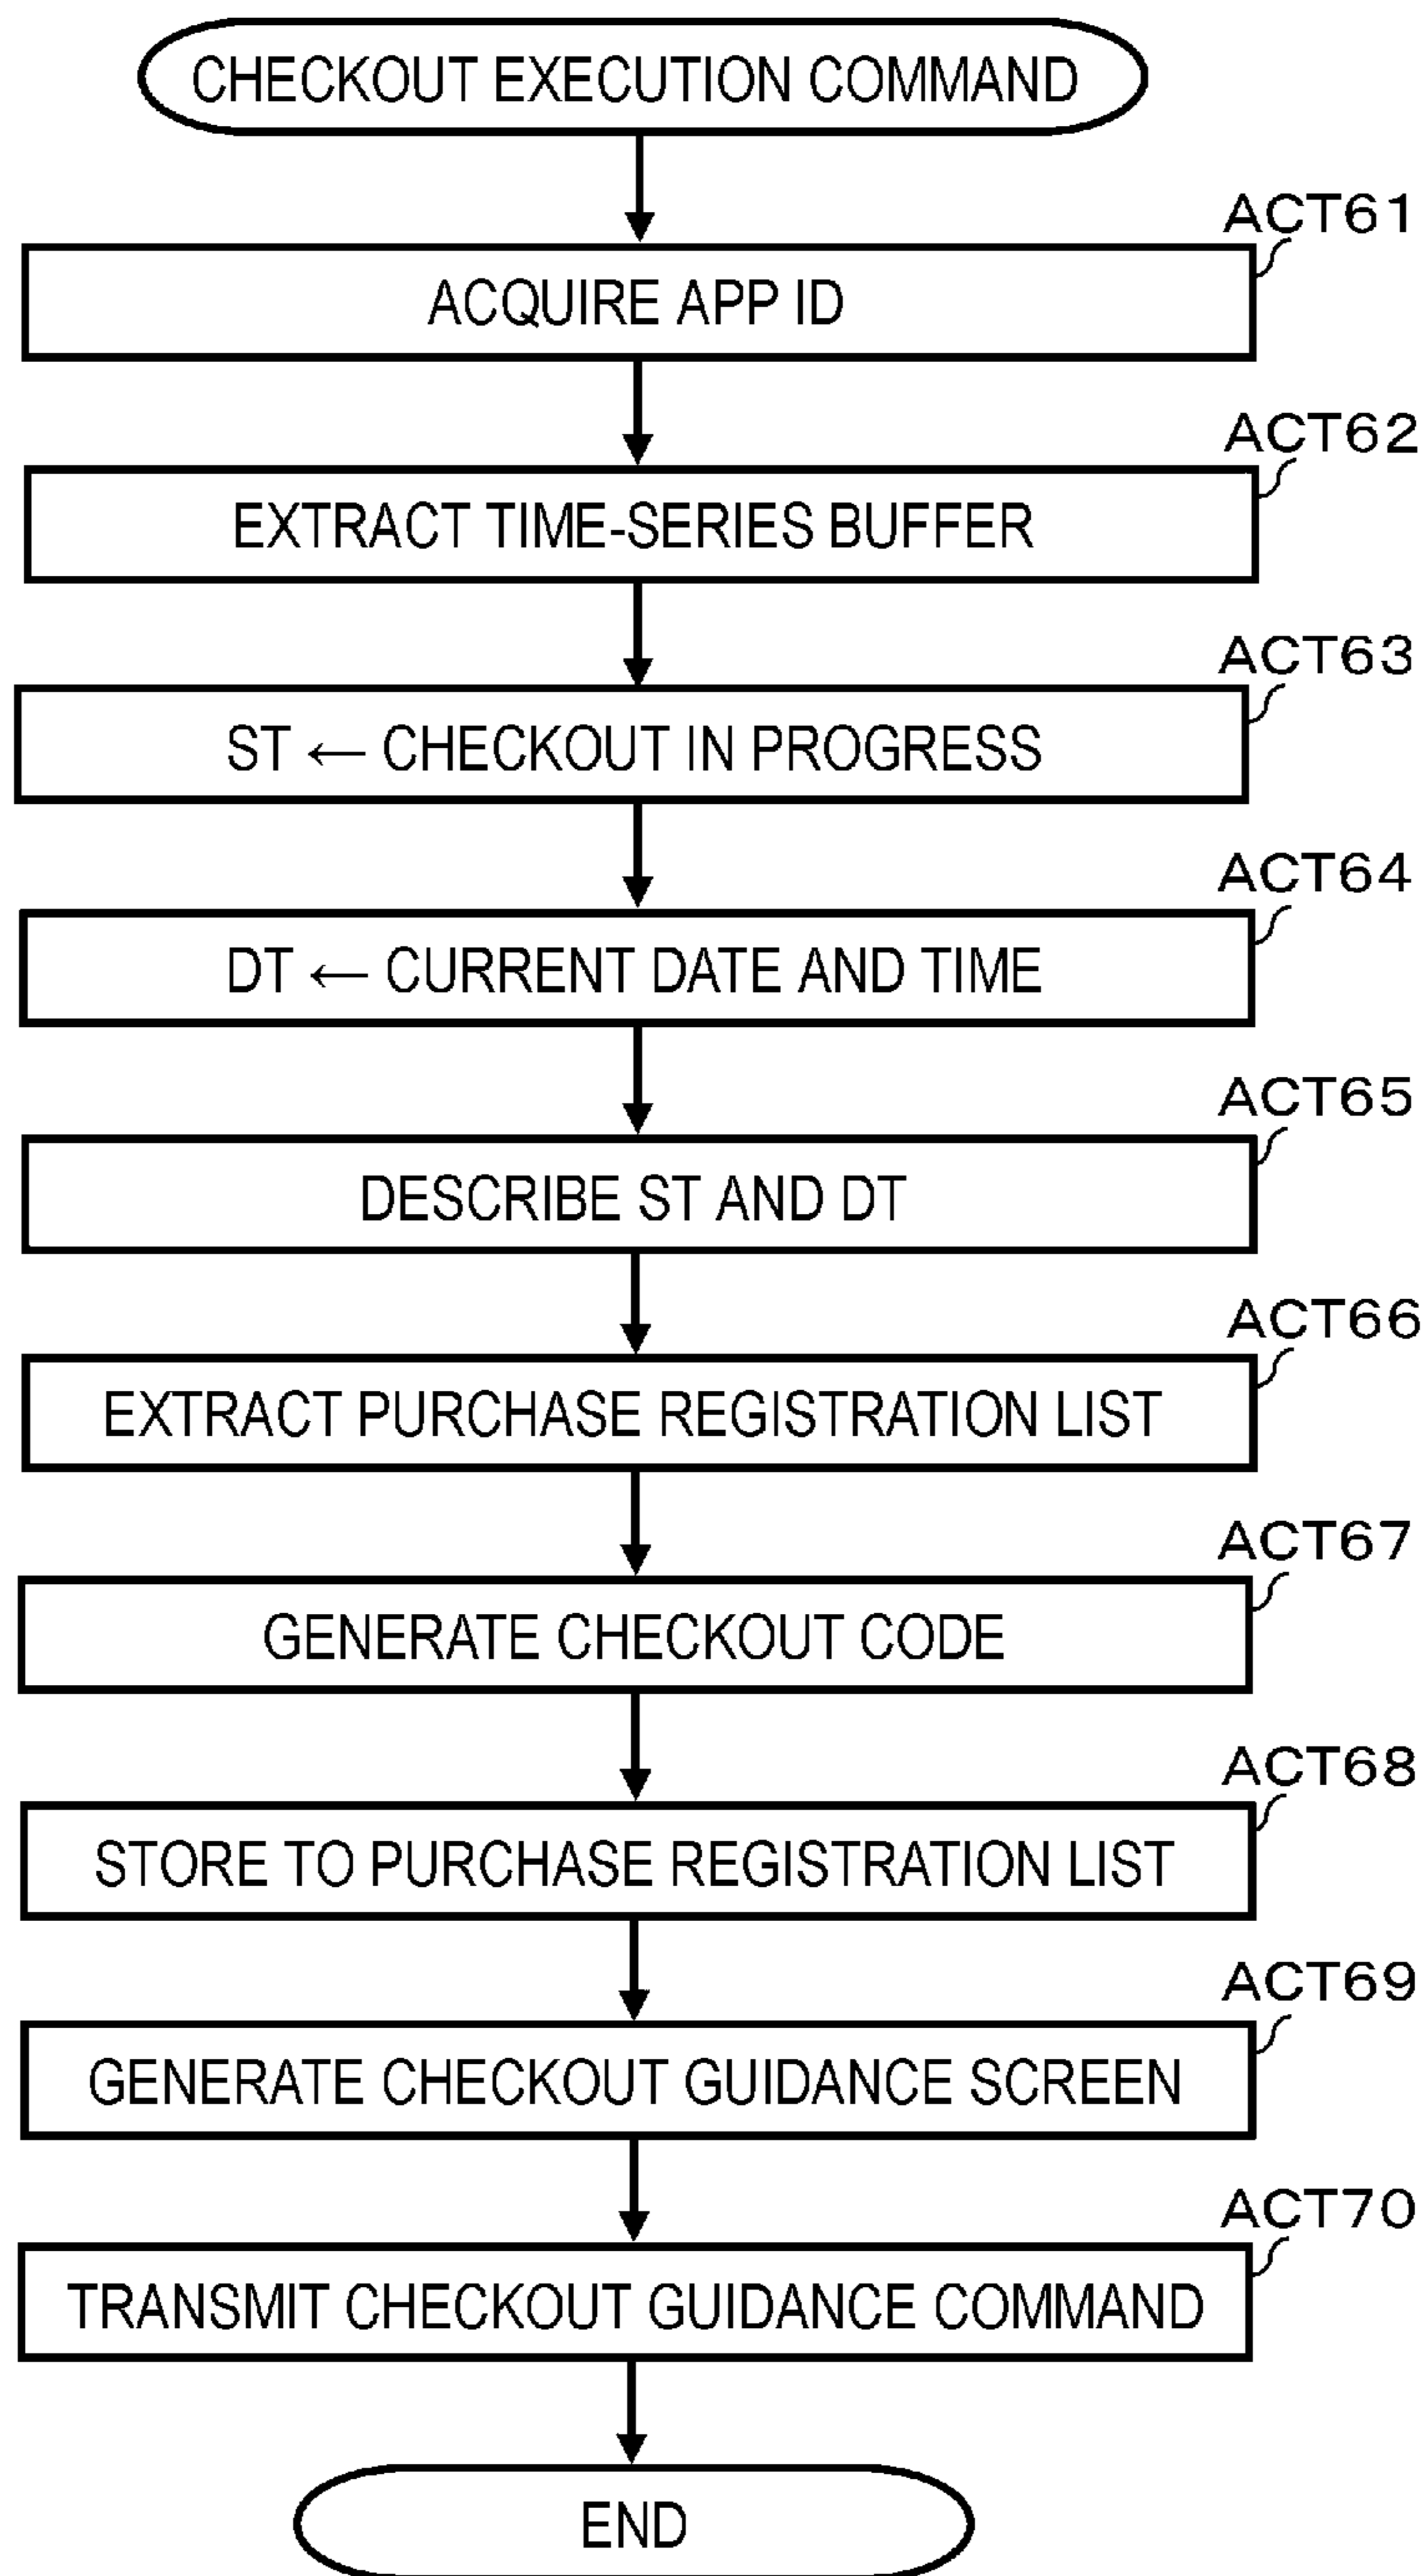 CHECKOUT EXECUTION COMMAND
ACT61
ACQUIRE APP ID
ACT62
EXTRACT TIME-SERIES BUFFER
ACT63
ST ← CHECKOUT IN PROGRESS
ACT64
DT ← CURRENT DATE AND TIME
ACT65
DESCRIBE ST AND DT
ACT66
EXTRACT PURCHASE REGISTRATION LIST
ACT67
GENERATE CHECKOUT CODE
ACT68
STORE TO PURCHASE REGISTRATION LIST
ACT69
GENERATE CHECKOUT GUIDANCE SCREEN
ACT70
TRANSMIT CHECKOUT GUIDANCE COMMAND
END